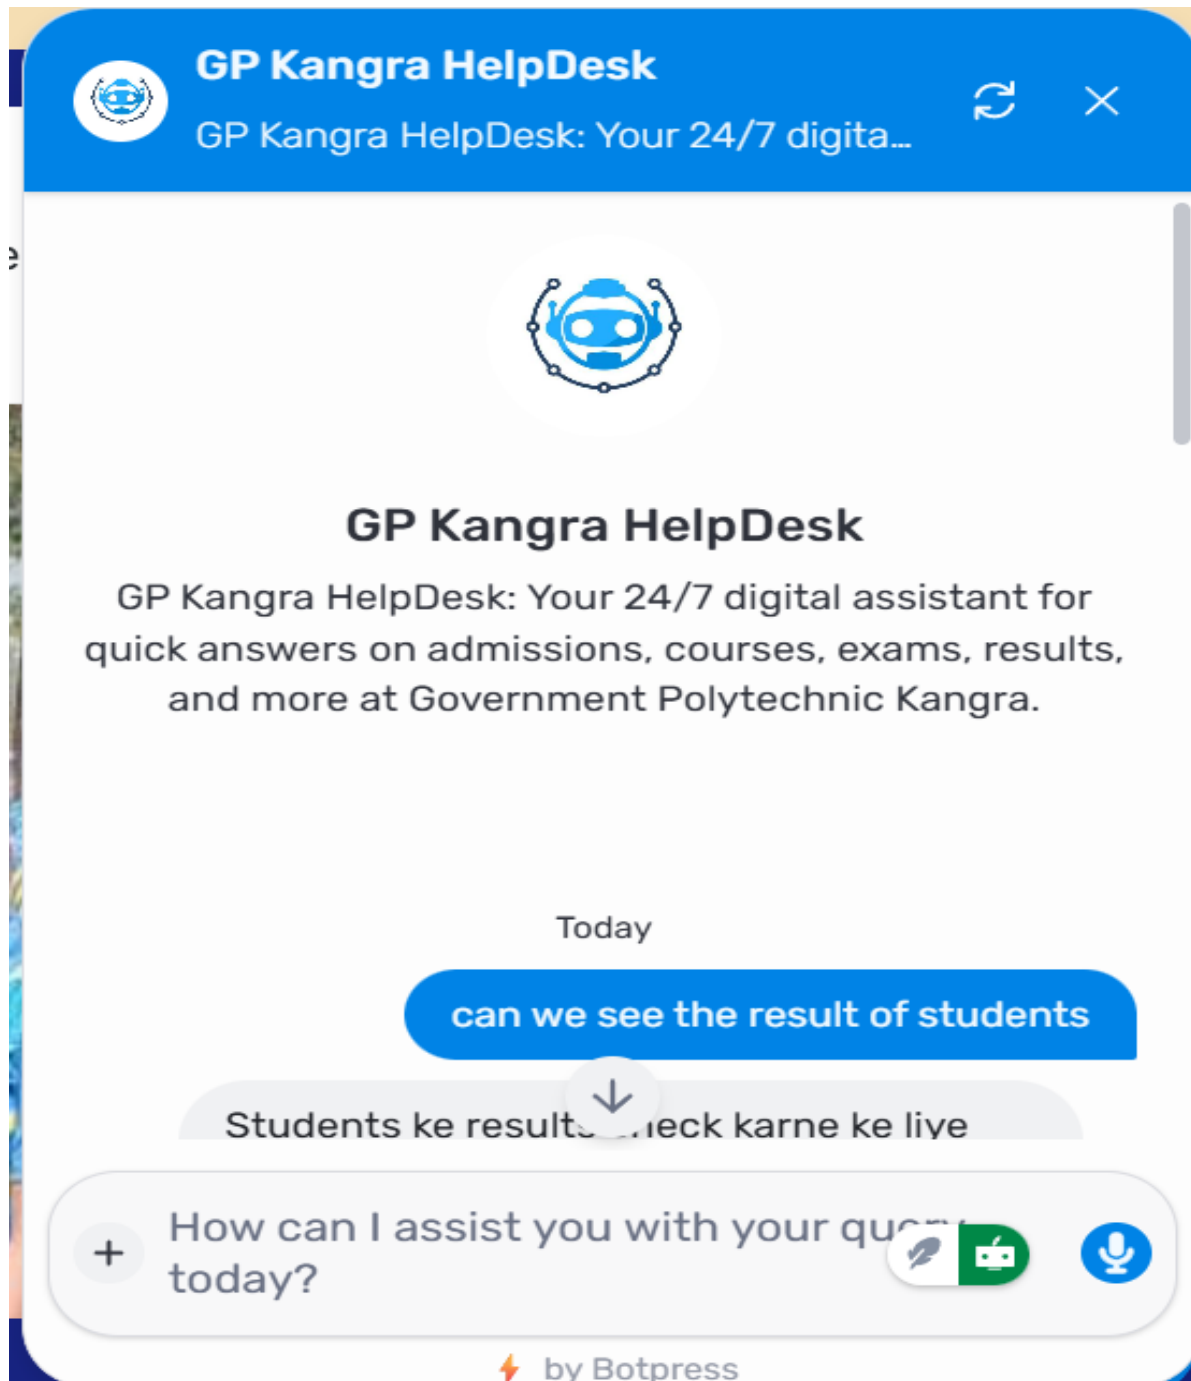 GP Kangra HelpDesk
GP Kangra HelpDesk: Your 24/7 digita...
GP Kangra HelpDesk
GP Kangra HelpDesk: Your 24/7 digital assistant for
quick answers on admissions, courses, exams, results,
and more at Government Polytechnic Kangra.
Today
can we see the result of students
Students ke results check karne ke liye
How can I assist you with your query
today?
by Botpress